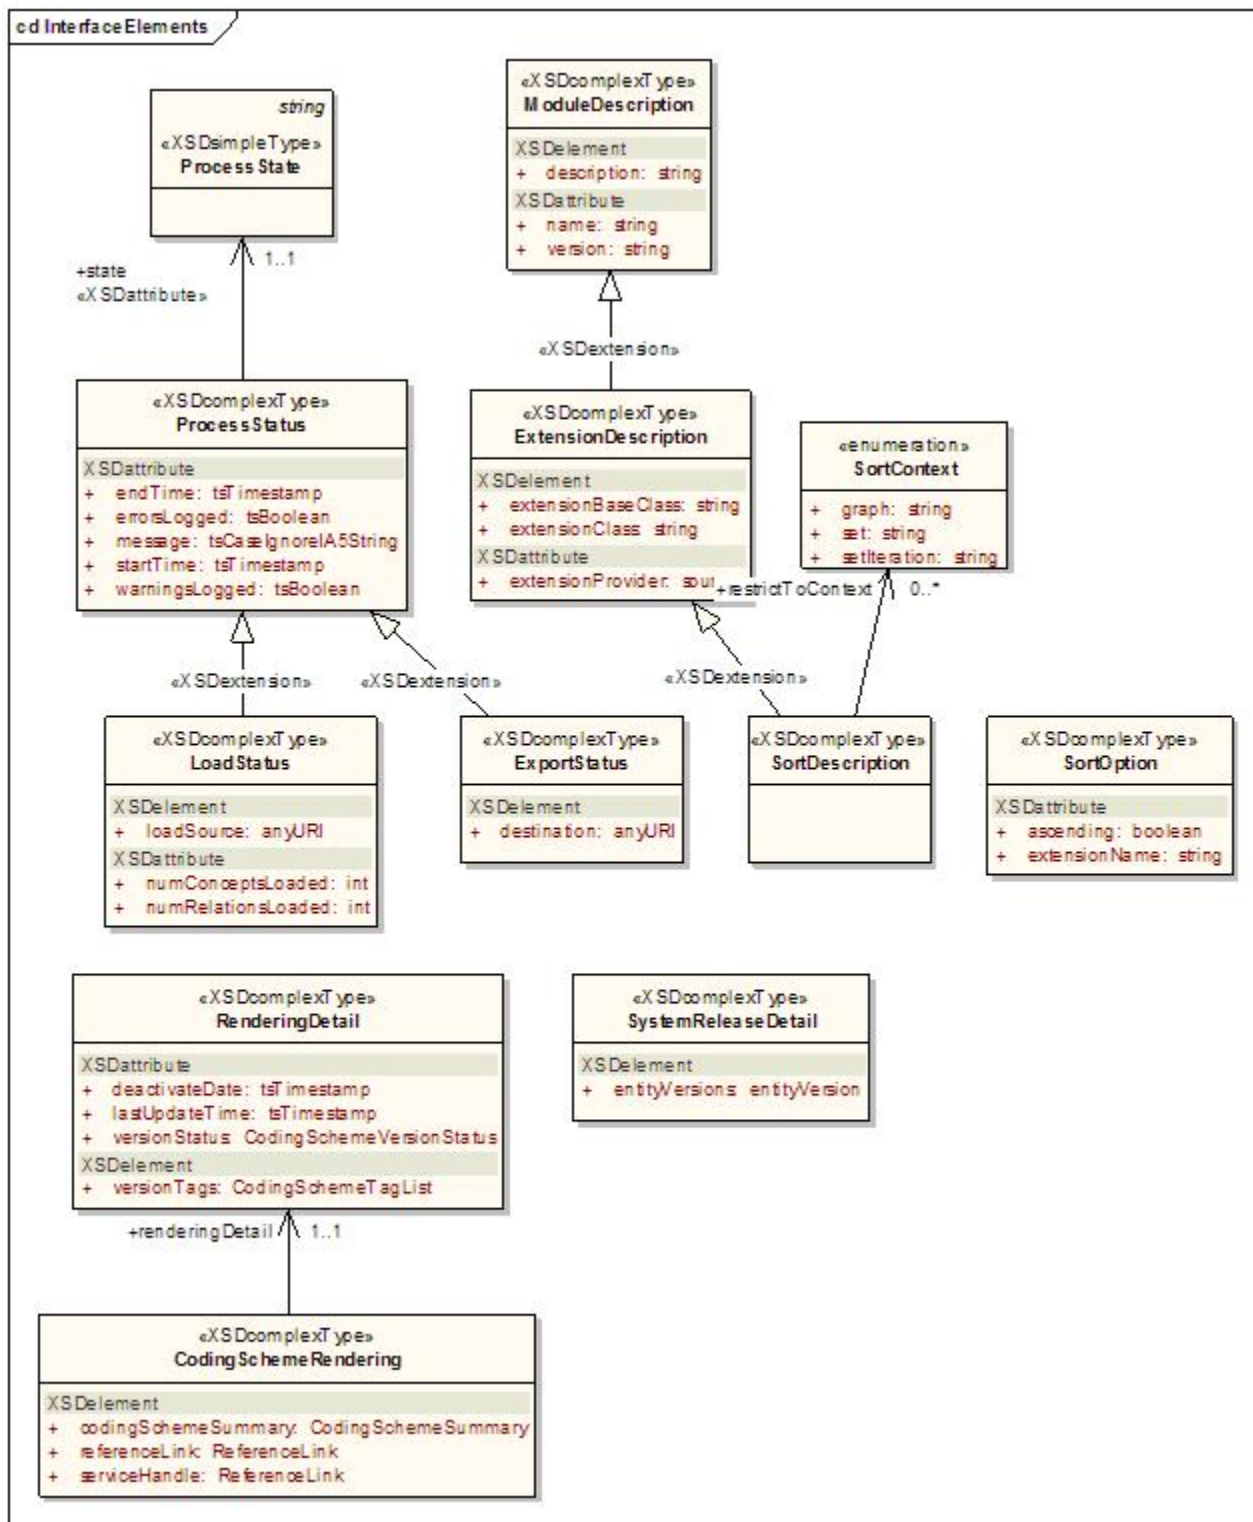 cd InterfaceElements
string
«XSDsimpleType»
ProcessState
+state
«XSDattribute»
1..1
«XSDcomplexType»
ModuleDescription
XSDelement
+ description: string
XSDattribute
+ name: string
+ version: string
«XSDextension»
«XSDcomplexType»
ProcessStatus
XSDattribute
+ endTime: tsTimestamp
+ errorsLogged: tsBoolean
+ message: tsCaseIgnoreIA5String
+ startTime: tsTimestamp
+ warningsLogged: tsBoolean
«XSDcomplexType»
ExtensionDescription
XSDelement
+ extensionBaseClass: string
+ extensionClass: string
XSDattribute
+ extensionProvider:
«enumeration»
SortContext
+ graph: string
+ set: string
+ setIteration: string
+restrictToContext
0..*
«XSDextension»
«XSDextension»
«XSDextension»
«XSDcomplexType»
LoadStatus
XSDelement
+ loadSource: anyURI
XSDattribute
+ numConceptsLoaded: int
+ numRelationsLoaded: int
«XSDcomplexType»
ExportStatus
XSDelement
+ destination: anyURI
«XSDcomplexType»
SortDescription
«XSDcomplexType»
SortOption
XSDattribute
+ ascending: boolean
+ extensionName: string
«XSDcomplexType»
RenderingDetail
XSDattribute
+ deactivateDate: tsTimestamp
+ lastUpdateTime: tsTimestamp
+ versionStatus: CodingSchemeVersionStatus
XSDelement
+ versionTags: CodingSchemeTagList
«XSDcomplexType»
SystemReleaseDetail
XSDelement
+ entityVersions: entityVersion
+renderingDetail
1..1
«XSDcomplexType»
CodingSchemeRendering
XSDelement
+ codingSchemeSummary: CodingSchemeSummary
+ referenceLink: ReferenceLink
+ serviceHandle: ReferenceLink